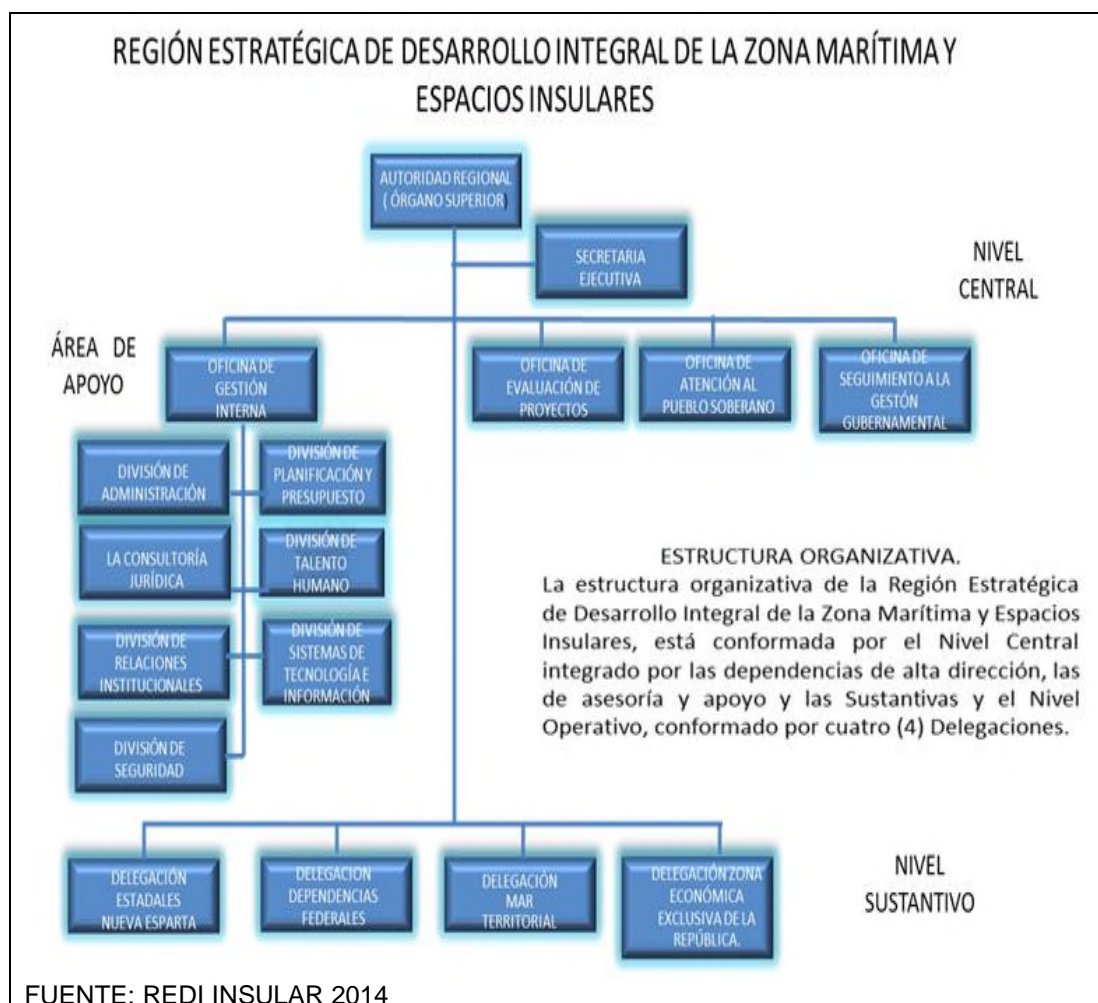 REGIÓN ESTRATÉGICA DE DESARROLLO INTEGRAL DE LA ZONA MARÍTIMA Y
ESPACIOS INSULARES
AUTORIDAD REGIONAL
( ÓRGANO SUPERIOR)
SECRETARIA
EJECUTIVA
NIVEL
CENTRAL
ÁREA DE
APOYO
OFICINA DE
GESTIÓN
INTERNA
OFICINA DE
EVALUACIÓN DE
PROYECTOS
OFICINA DE
ATENCIÓN AL
PUEBLO SOBERANO
OFICINA DE
SEGUIMIENTO A LA
GESTÓN
GUBERNAMENTAL
DIVISIÓN DE
ADMINISTRACIÓN
DIVISIÓN DE
PLANIFICACIÓN Y
PRESUPUESTO
LA CONSULTORÍA
JURÍDICA
DIVISIÓN DE
TALENTO
HUMANO
DIVISIÓN DE
RELACIONES
INSTITUCIONALES
DIVISIÓN DE
SISTEMAS DE
TECNOLOGÍA E
INFORMACIÓN
DIVISIÓN DE
SEGURIDAD
ESTRUCTURA ORGANIZATIVA.
La estructura organizativa de la Región Estratégica
de Desarrollo Integral de la Zona Marítima y Espacios
Insulares, está conformada por el Nivel Central
integrado por las dependencias de alta dirección, las
de asesoría y apoyo y las Sustantivas y el Nivel
Operativo, conformado por cuatro (4) Delegaciones.
DELEGACIÓN
ESTADALES
NUEVA ESPARTA
DELEGACION
DEPENDENCIAS
FEDERALES
DELEGACIÓN
MAR
TERRITORIAL
DELEGACIÓN ZONA
ECONÓMICA
EXCLUSIVA DE LA
REPÚBLICA.
NIVEL
SUSTANTIVO
FUENTE: REDI INSULAR 2014